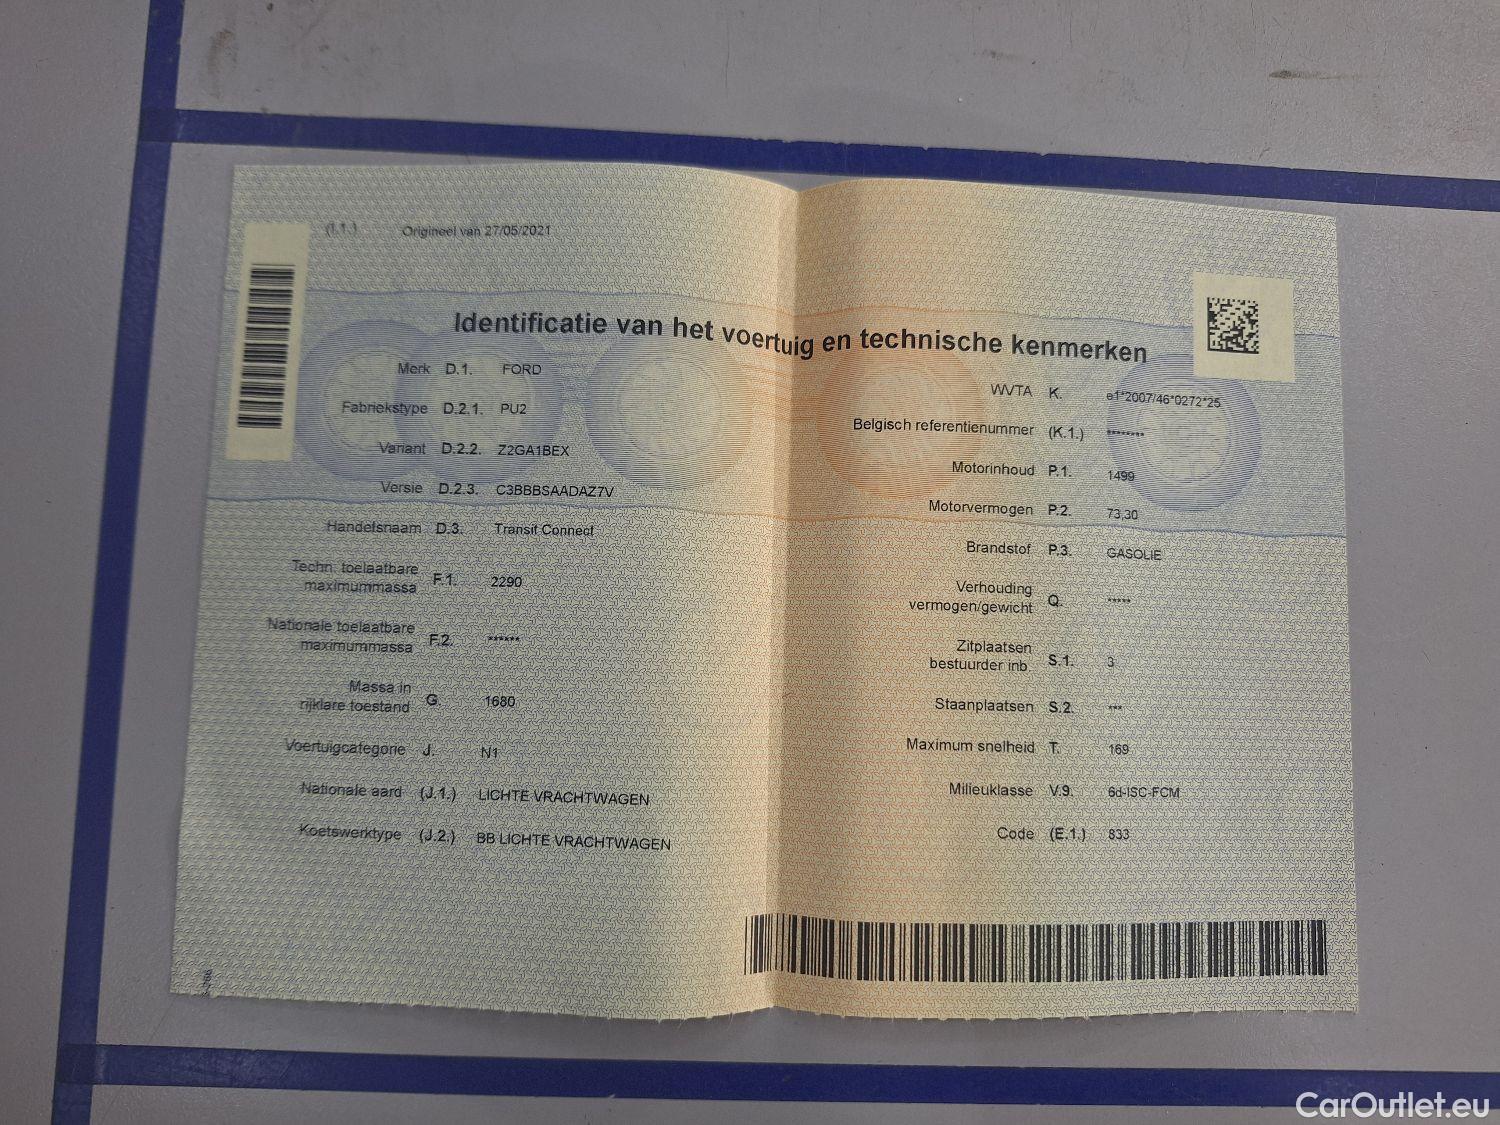 (I.1.) Origineel van 27/05/2021
Identificatie van het voertuig en technische kenmerken
Merk D.1. FORD
Fabriekstype D.2.1. PU2
Variant D.2.2. Z2GA1BEX
Versie D.2.3. C3BBBSAADAZ7V
Handelsnaam D.3. Transit Connect
Techn. toelaatbare
maximummassa F.1. 2290
Nationale toelaatbare
maximummassa F.2. ******
Massa in
rijklare toestand G. 1680
Voertuigcategorie J. N1
Nationale aard (J.1.) LICHTE VRACHTWAGEN
Koetswerktype (J.2.) BB LICHTE VRACHTWAGEN
WVTA K. e1*2007/46*0272*25
Belgisch referentienummer (K.1.) ********
Motorinhoud P.1. 1499
Motorvermogen P.2. 73,30
Brandstof P.3. GASOLIE
Verhouding
vermogen/gewicht Q. *****
Zitplaatsen
bestuurder inb. S.1. 3
Staanplaatsen S.2. ***
Maximum snelheid T. 169
Milieuklasse V.9. 6d-ISC-FCM
Code (E.1.) 833
CarOutlet.eu